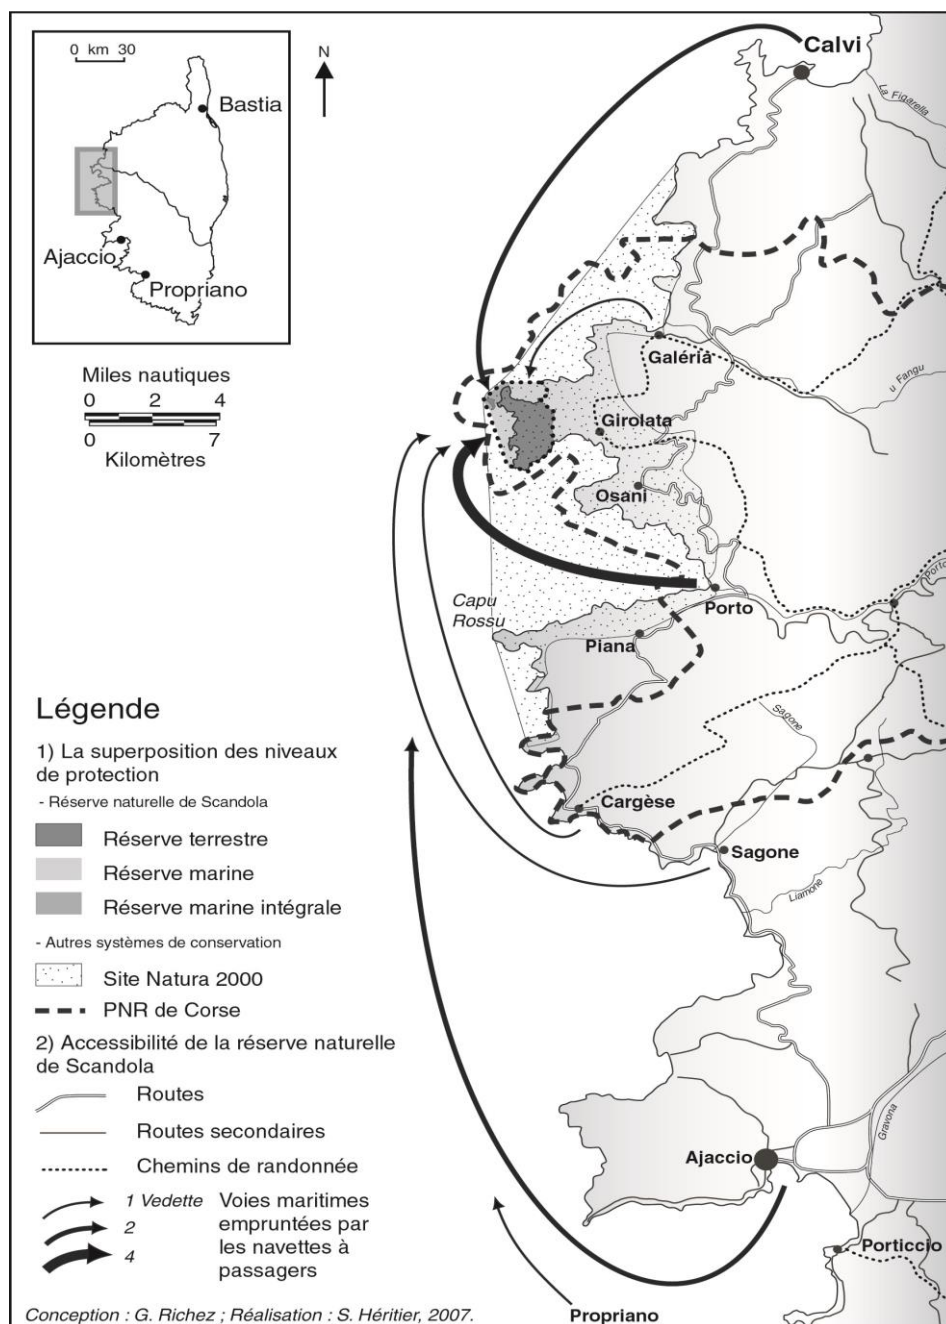 0 km 30
N
Bastia
Ajaccio
Propriano
Miles nautiques
0 2 4
0 7
Kilomètres
Calvi
La Figarella
Galéria
u Fangu
Girolata
Osani
Porto
Porto
Capu
Rossu
Piana
Sagone
Cargèse
Sagone
Liamone
Ajaccio
Gravona
Porticcio
Propriano
Légende
1) La superposition des niveaux
de protection
- Réserve naturelle de Scandola
Réserve terrestre
Réserve marine
Réserve marine intégrale
- Autres systèmes de conservation
Site Natura 2000
PNR de Corse
2) Accessibilité de la réserve naturelle
de Scandola
Routes
Routes secondaires
Chemins de randonnée
1 Vedette
2
4
Voies maritimes
empruntées par
les navettes à
passagers
Conception : G. Richez ; Réalisation : S. Héritier, 2007.